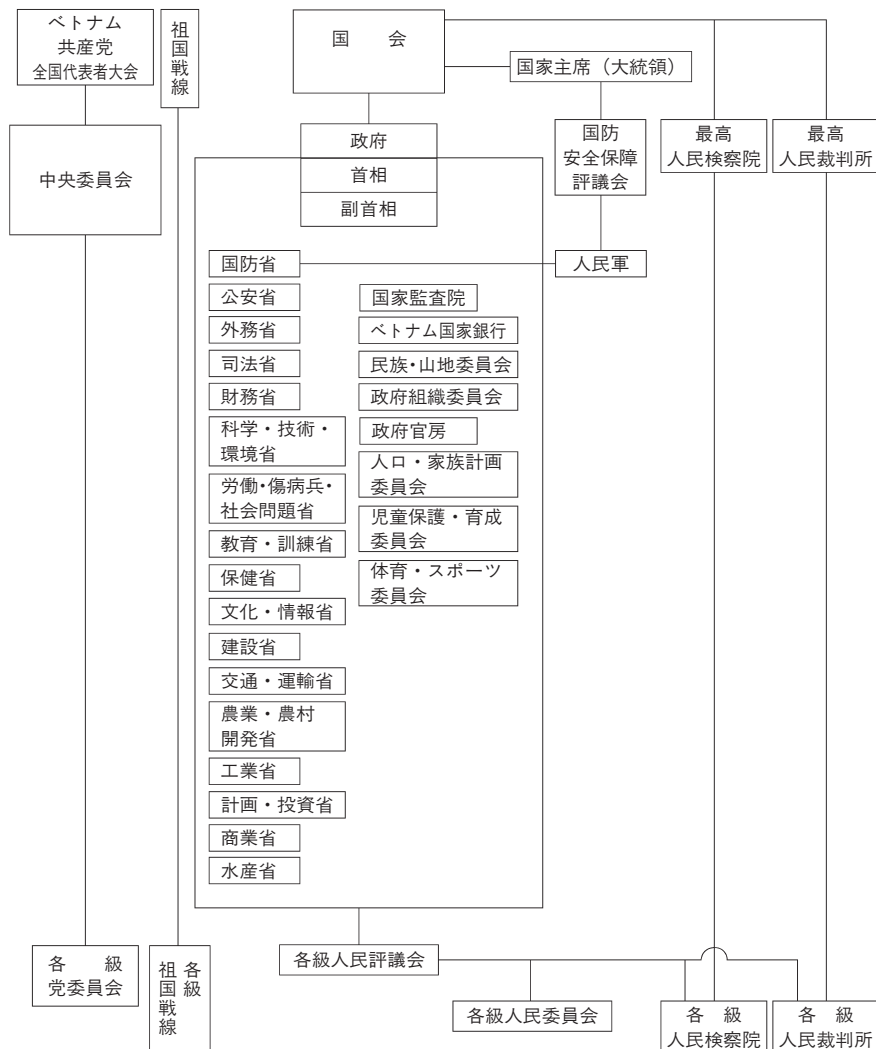 ベトナム
共産党
全国代表者大会
祖国戦線
国　会
国家主席（大統領）
中央委員会
政府
首相
副首相
国防
安全保障
評議会
最高
人民検察院
最高
人民裁判所
国防省
人民軍
公安省
外務省
司法省
財務省
科学・技術・
環境省
労働・傷病兵・
社会問題省
教育・訓練省
保健省
文化・情報省
建設省
交通・運輸省
農業・農村
開発省
工業省
計画・投資省
商業省
水産省
国家監査院
ベトナム国家銀行
民族・山地委員会
政府組織委員会
政府官房
人口・家族計画
委員会
児童保護・育成
委員会
体育・スポーツ
委員会
各　級
党委員会
各級
祖国戦線
各級人民評議会
各級人民委員会
各　級
人民検察院
各　級
人民裁判所